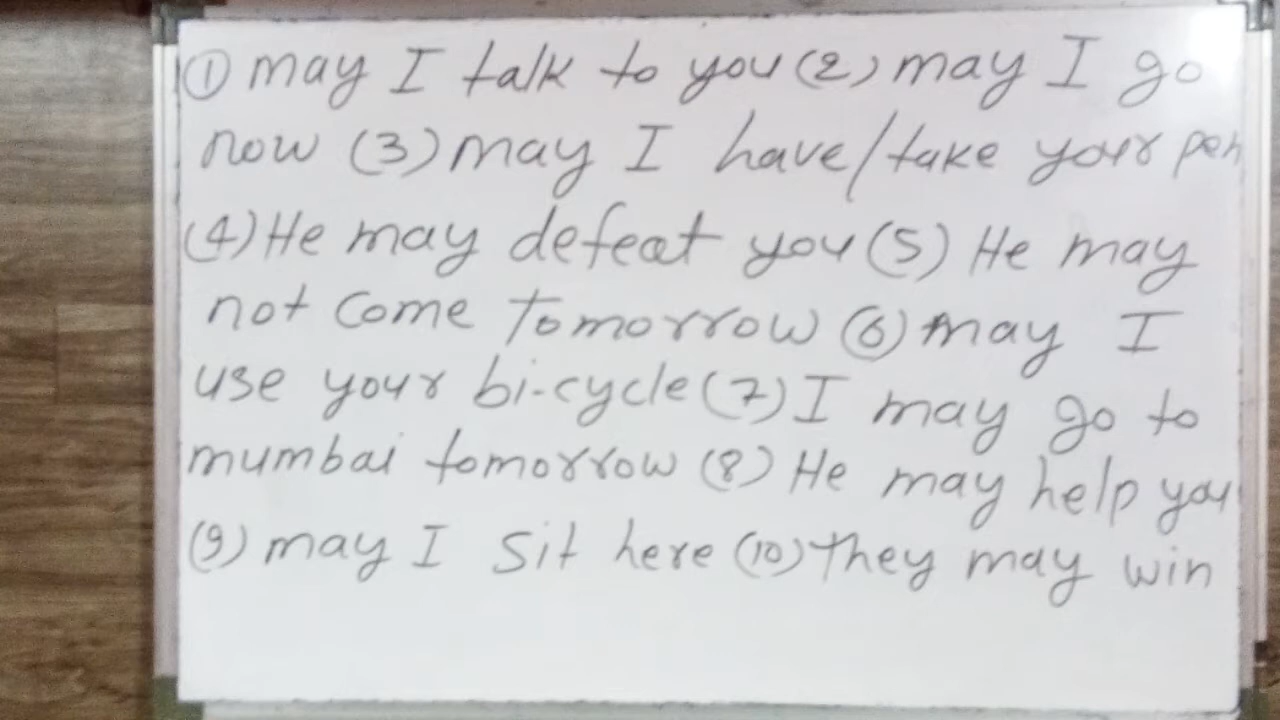 ① may I talk to you (2) may I go
now (3) may I have/take your pen
(4) He may defeat you (5) He may
not come tomorrow (6) may I
use your bi-cycle (7) I may go to
mumbai tomorrow (8) He may help you
(9) may I sit here (10) they may win